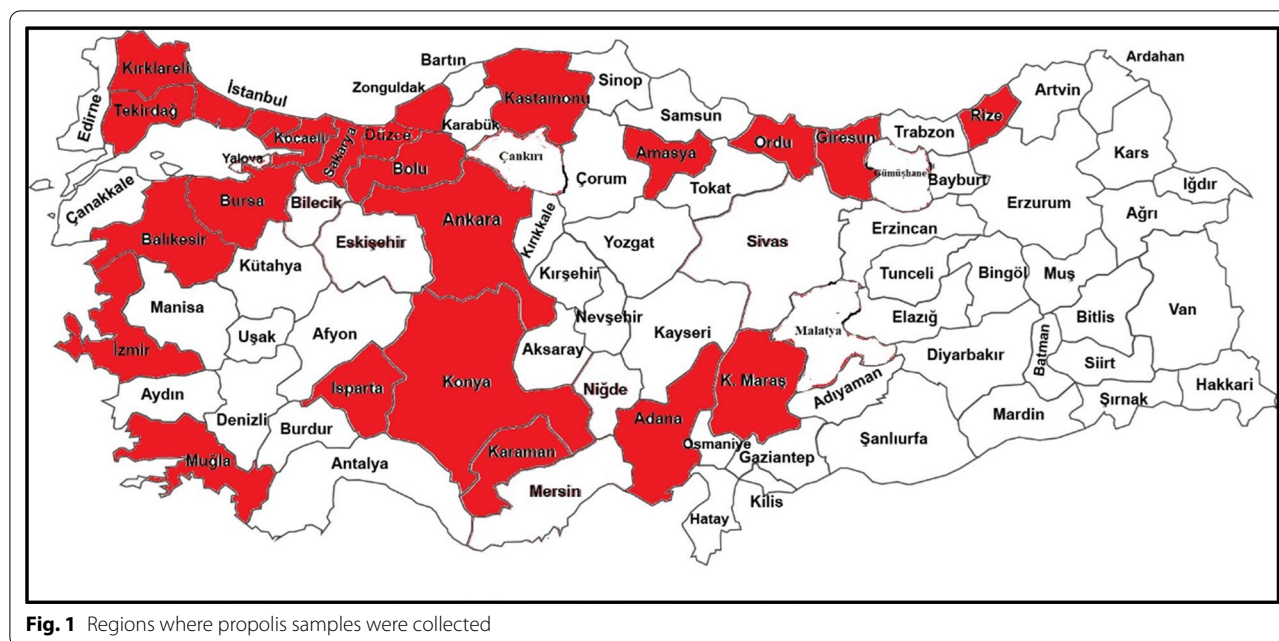 Bartın
Ardahan
Kırklareli
Sinop
Zonguldak
İstanbul
Artvin
Kastamonu
Tekirdağ
Edirne
Samsun
Rize
Karabük
Kocaeli
Düzce
Trabzon
Ordu
Giresun
Sakarya
Yalova
Amasya
Çankırı
Kars
Bolu
Gümüşhane
Bayburt
Çorum
Tokat
Iğdır
Çanakkale
Bursa
Bilecik
Erzurum
Ağrı
Ankara
Kırıkkale
Erzincan
Balıkesir
Eskişehir
Yozgat
Sivas
Kütahya
Kırşehir
Tunceli
Bingöl
Muş
Manisa
Van
Nevşehir
Elazığ
Bitlis
Uşak
Afyon
Kayseri
Malatya
İzmir
Aksaray
Diyarbakır
Batman
Siirt
Konya
K. Maraş
Isparta
Niğde
Adıyaman
Hakkari
Aydın
Şırnak
Mardin
Denizli
Burdur
Adana
Osmaniye
Şanlıurfa
Karaman
Gaziantep
Muğla
Antalya
Mersin
Kilis
Hatay
Fig. 1 Regions where propolis samples were collected